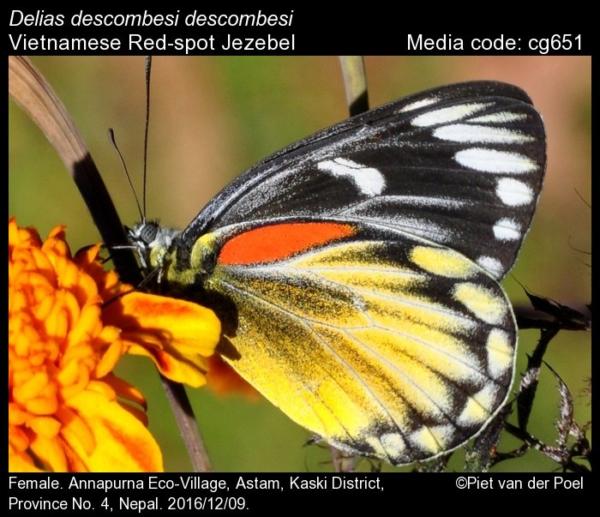 Delias descombesi descombesi
Vietnamese Red-spot Jezebel Media code: cg651
Female. Annapurna Eco-Village, Astam, Kaski District, ©Piet van der Poel
Province No. 4, Nepal. 2016/12/09.